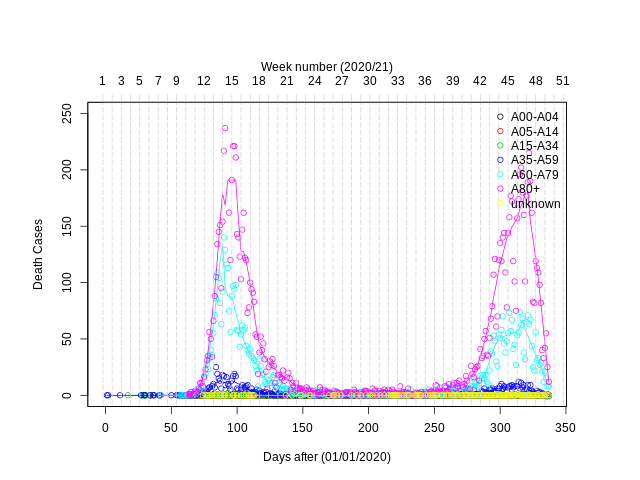 Week number (2020/21)
1 3 5 7 9 12 15 18 21 24 27 30 33 36 39 42 45 48 51
250
200
150
100
50
0
Death Cases
A00-A04
A05-A14
A15-A34
A35-A59
A60-A79
A80+
unknown
0 50 100 150 200 250 300 350
Days after (01/01/2020)